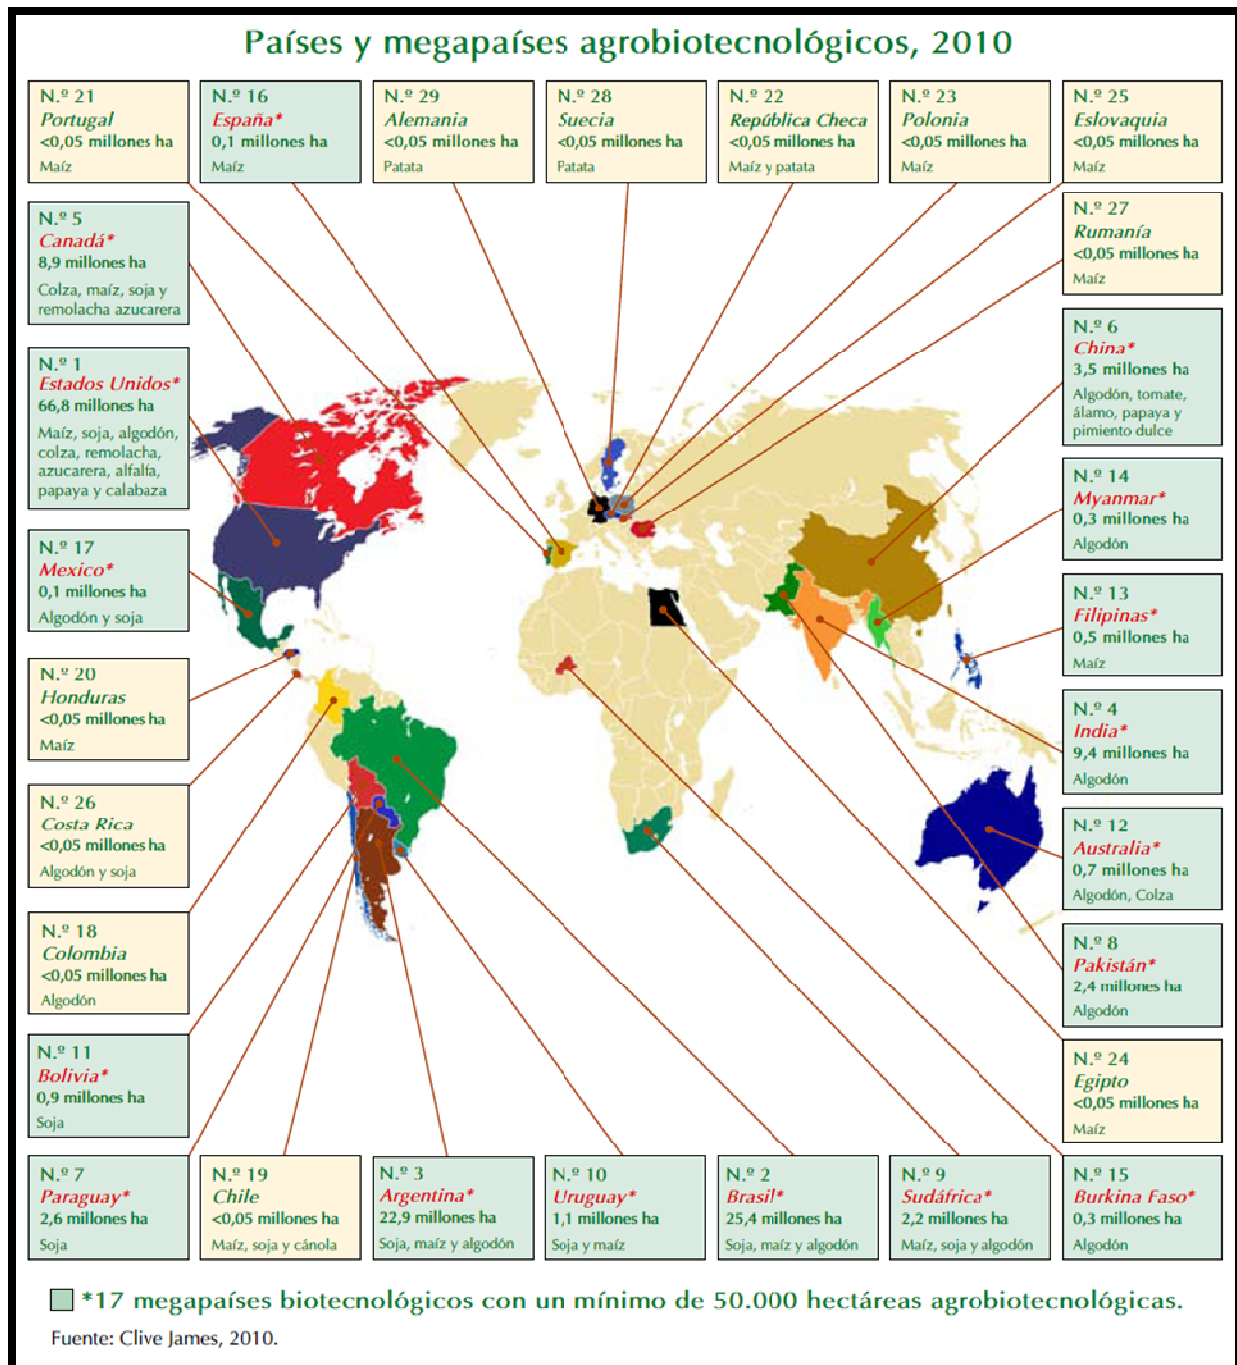 Países y megapaíses agrobiotecnológicos, 2010
N.º 21
Portugal
<0,05 millones ha
Maíz
N.º 16
España*
0,1 millones ha
Maíz
N.º 29
Alemania
<0,05 millones ha
Patata
N.º 28
Suecia
<0,05 millones ha
Patata
N.º 22
República Checa
<0,05 millones ha
Maíz y patata
N.º 23
Polonia
<0,05 millones ha
Maíz
N.º 25
Eslovaquia
<0,05 millones ha
Maíz
N.º 5
Canadá*
8,9 millones ha
Colza, maíz, soja y
remolacha azucarera
N.º 27
Rumanía
<0,05 millones ha
Maíz
N.º 1
Estados Unidos*
66,8 millones ha
Maíz, soja, algodón,
colza, remolacha,
azucarera, alfalfía,
papaya y calabaza
N.º 6
China*
3,5 millones ha
Algodón, tomate,
álamo, papaya y
pimiento dulce
N.º 14
Myanmar*
0,3 millones ha
Algodón
N.º 17
Mexico*
0,1 millones ha
Algodón y soja
N.º 13
Filipinas*
0,5 millones ha
Maíz
N.º 20
Honduras
<0,05 millones ha
Maíz
N.º 4
India*
9,4 millones ha
Algodón
N.º 26
Costa Rica
<0,05 millones ha
Algodón y soja
N.º 12
Australia*
0,7 millones ha
Algodón, Colza
N.º 18
Colombia
<0,05 millones ha
Algodón
N.º 8
Pakistán*
2,4 millones ha
Algodón
N.º 11
Bolivia*
0,9 millones ha
Soja
N.º 24
Egipto
<0,05 millones ha
Maíz
N.º 7
Paraguay*
2,6 millones ha
Soja
N.º 19
Chile
<0,05 millones ha
Maíz, soja y cánola
N.º 3
Argentina*
22,9 millones ha
Soja, maíz y algodón
N.º 10
Uruguay*
1,1 millones ha
Soja y maíz
N.º 2
Brasil*
25,4 millones ha
Soja, maíz y algodón
N.º 9
Sudáfrica*
2,2 millones ha
Maíz, soja y algodón
N.º 15
Burkina Faso*
0,3 millones ha
Algodón
*17 megapaíses biotecnológicos con un mínimo de 50.000 hectáreas agrobiotecnológicas.
Fuente: Clive James, 2010.